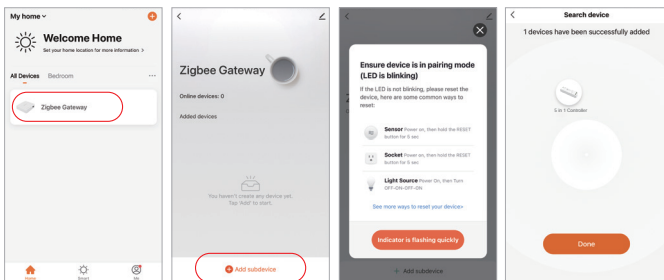 My home
Welcome Home
Set your home location for more information >
All Devices Bedroom ...
Zigbee Gateway
Home Smart Me
Zigbee Gateway
Online devices: 0
Added devices
You haven't create any device yet.
Tap 'Add' to start.
Add subdevice
Ensure device is in pairing mode
(LED is blinking)
If the LED is not blinking, please reset the
device, here are some common ways to
reset:
Sensor Power on, then hold the RESET
button for 5 sec
Socket Power on, then hold the RESET
button for 5 sec
Light Source Power On, then Turn
OFF-ON-OFF-ON
See more ways to reset your device>
Indicator is flashing quickly
+ Add subdevice
Search device
1 devices have been successfully added
5 in 1 Controller
Done